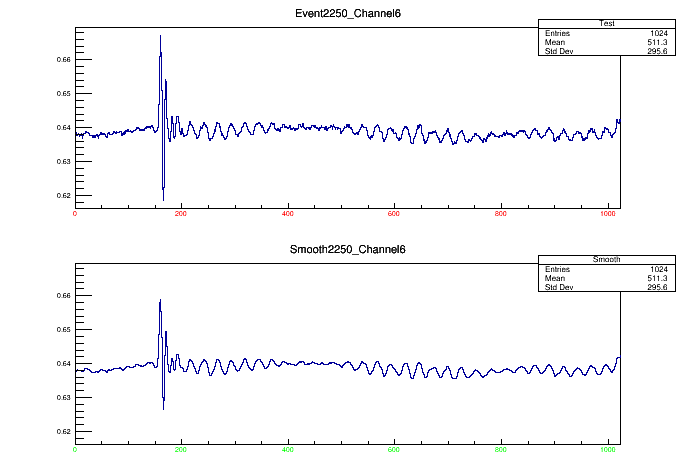 Event2250_Channel6
Test
Entries 1024
Mean 511.3
Std Dev 295.6
0.66
0.65
0.64
0.63
0.62
0 200 400 600 800 1000
Smooth2250_Channel6
Smooth
Entries 1024
Mean 511.3
Std Dev 295.6
0.66
0.65
0.64
0.63
0.62
0 200 400 600 800 1000